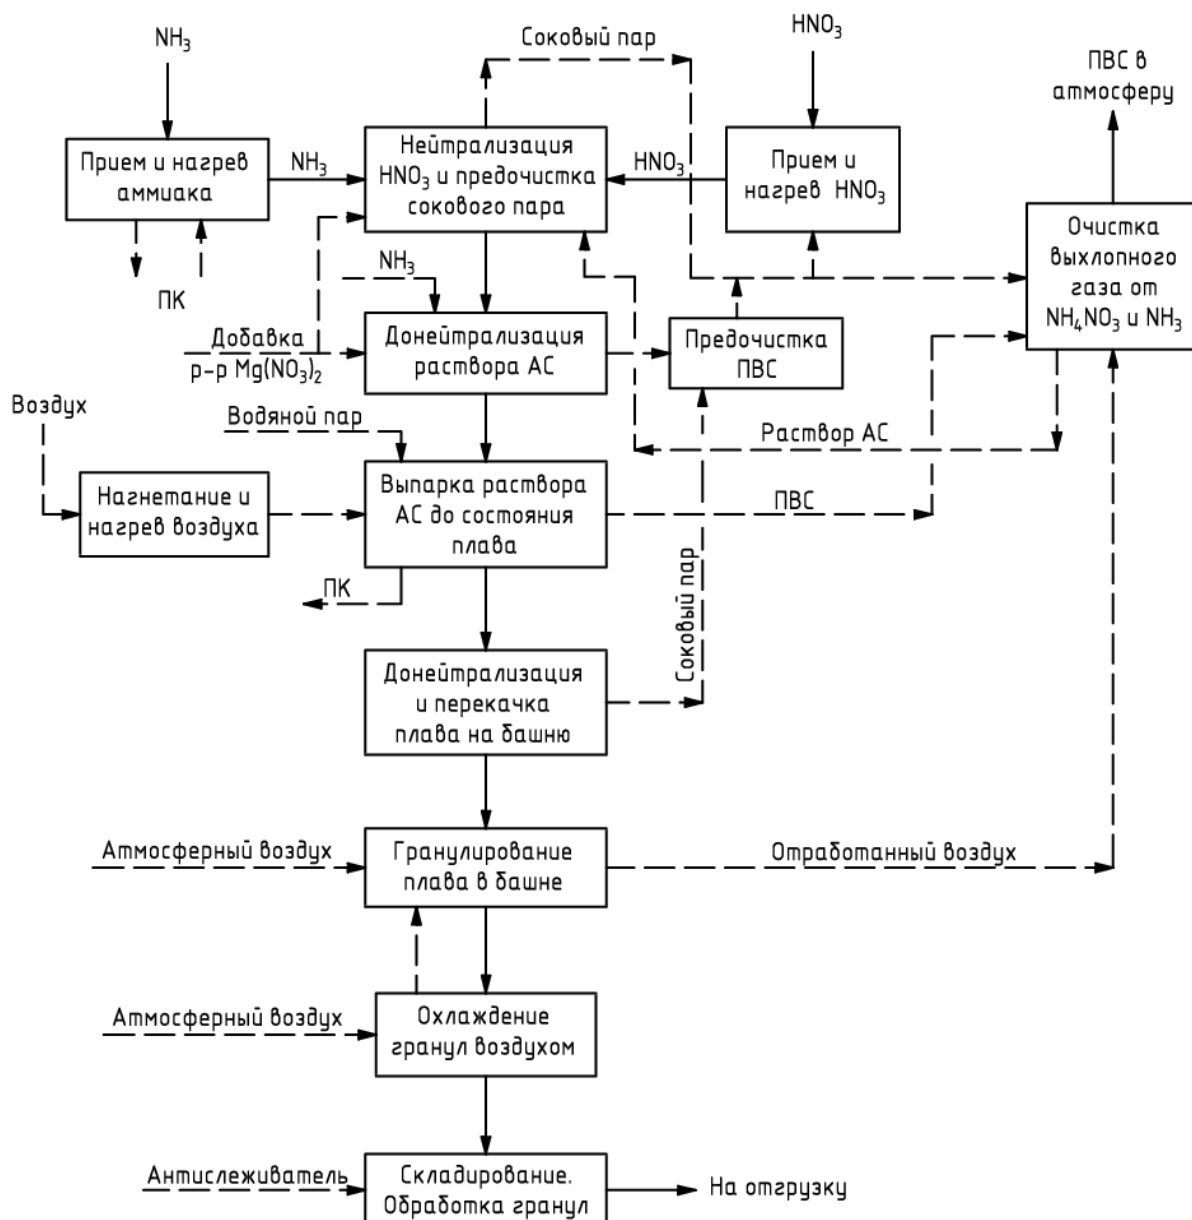 NH₃
Соковый пар
HNO₃
ПВС в
атмосферу
Прием и нагрев
аммиака
NH₃
Нейтрализация
HNO₃ и предочистка
сокового пара
HNO₃
Прием и
нагрев HNO₃
Очистка
выхлопного
газа от
NH₄NO₃ и NH₃
ПК
NH₃
Добавка
р-р Mg(NO₃)₂
Донейтрализация
раствора АС
Предочистка
ПВС
Воздух
Водяной пар
Раствор АС
Нагнетание и
нагрев воздуха
Выпарка раствора
АС до состояния
плава
ПВС
ПК
Соковый пар
Донейтрализация
и перекачка
плава на башню
Атмосферный воздух
Гранулирование
плава в башне
Отработанный воздух
Атмосферный воздух
Охлаждение
гранул воздухом
Антислеживатель
Складирование.
Обработка гранул
На отгрузку